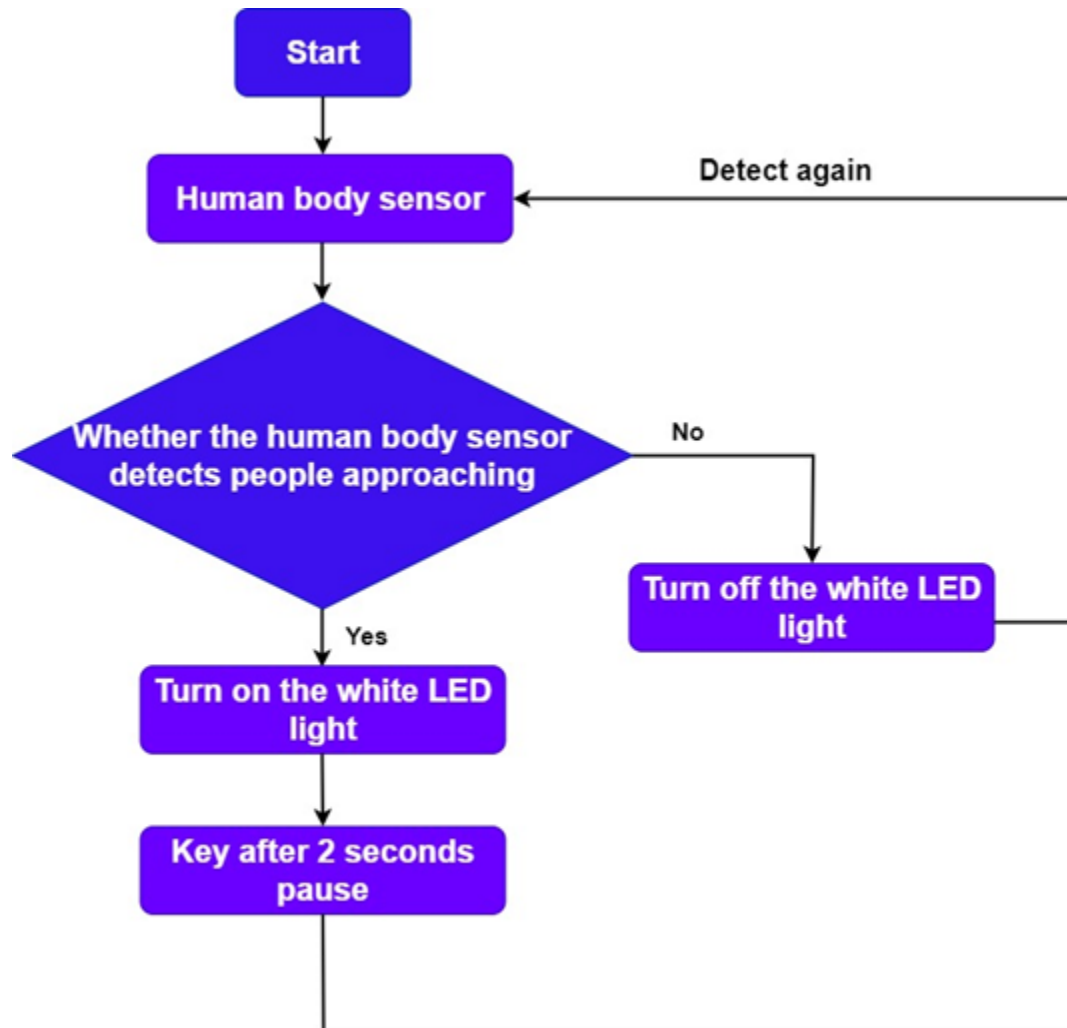 Start
Detect again
Human body sensor
Whether the human body sensor
detects people approaching
No
Turn off the white LED
light
Yes
Turn on the white LED
light
Key after 2 seconds
pause